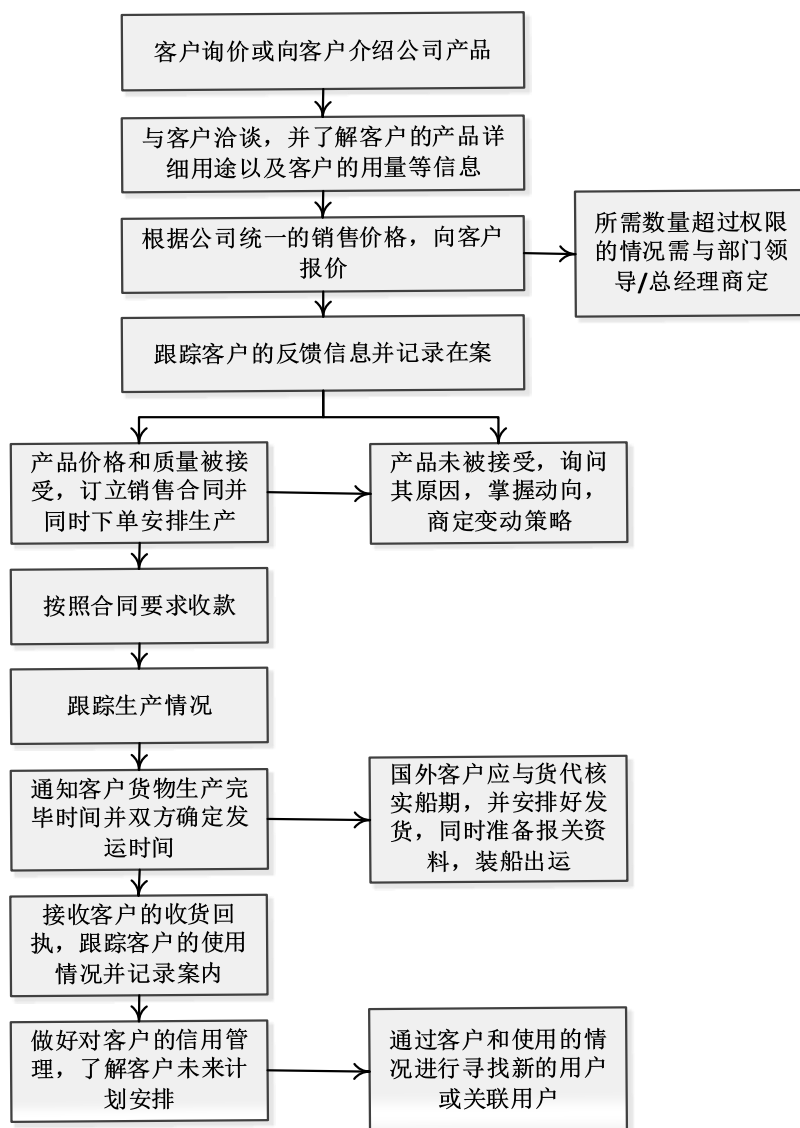 客户询价或向客户介绍公司产品
与客户洽谈，并了解客户的产品详
细用途以及客户的用量等信息
根据公司统一的销售价格，向客户
报价
所需数量超过权限
的情况需与部门领
导/总经理商定
跟踪客户的反馈信息并记录在案
产品价格和质量被接
受，订立销售合同并
同时下单安排生产
产品未被接受，询问
其原因，掌握动向，
商定变动策略
按照合同要求收款
跟踪生产情况
通知客户货物生产完
毕时间并双方确定发
运时间
国外客户应与货代核
实船期，并安排好发
货，同时准备报关资
料，装船出运
接收客户的收货回
执，跟踪客户的使用
情况并记录案内
做好对客户的信用管
理，了解客户未来计
划安排
通过客户和使用的情
况进行寻找新的用户
或关联用户